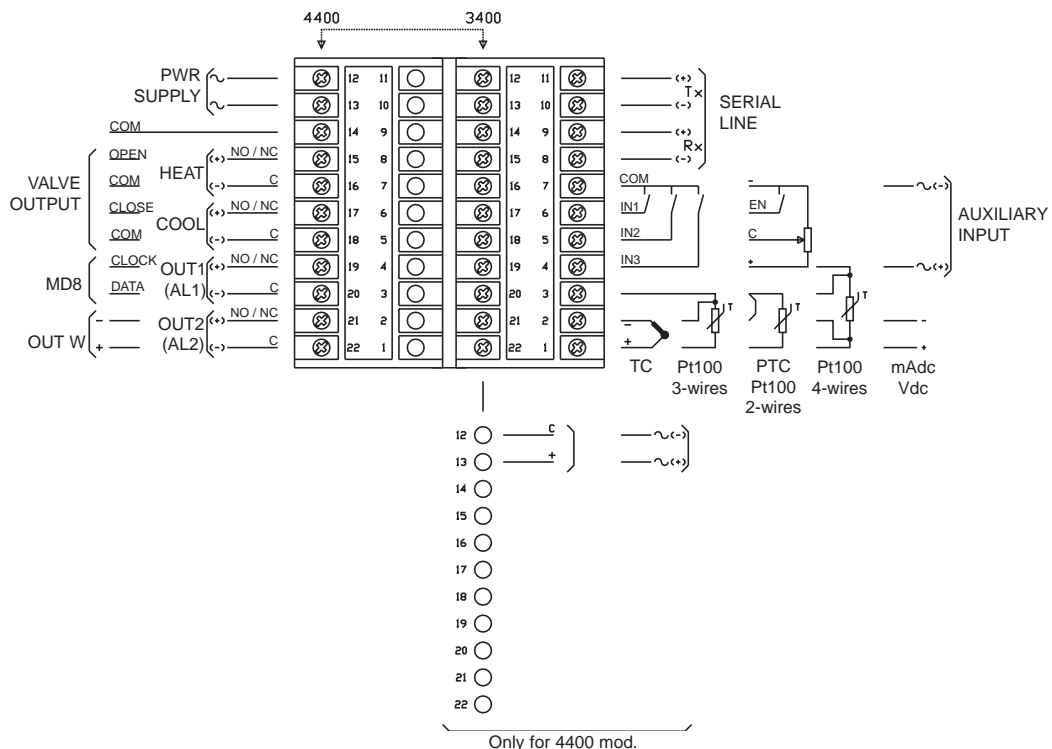 4400 3400
PWR
SUPPLY
12 11 12 11
13 10 13 10
14 9 14 9
15 8 15 8
16 7 16 7
17 6 17 6
18 5 18 5
19 4 19 4
20 3 20 3
21 2 21 2
22 1 22 1
COM
VALVE
OUTPUT
OPEN
COM
CLOSE
COM
HEAT
(+) NO / NC
(-) C
COOL
(+) NO / NC
(-) C
MD8
CLOCK
DATA
OUT1
(AL1)
(+) NO / NC
(-) C
OUT W
-
+
OUT2
(AL2)
(+) NO / NC
(-) C
(+)
Tx
(-)
(+)
Rx
(-)
SERIAL
LINE
COM
IN1
IN2
IN3
-
EN
C
+
~(-)
~(+)
AUXILIARY
INPUT
-
+
TC
T
Pt100
3-wires
T
PTC
Pt100
2-wires
T
Pt100
4-wires
-
+
mAdc
Vdc
12 C ~(-)
13 + ~(+)
14
15
16
17
18
19
20
21
22
Only for 4400 mod.